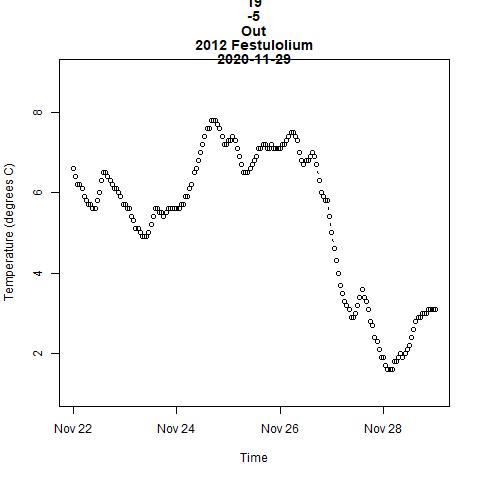 19
-5
Out
2012 Festulolium
2020-11-29
Temperature (degrees C)
8
6
4
2
Nov 22
Nov 24
Nov 26
Nov 28
Time